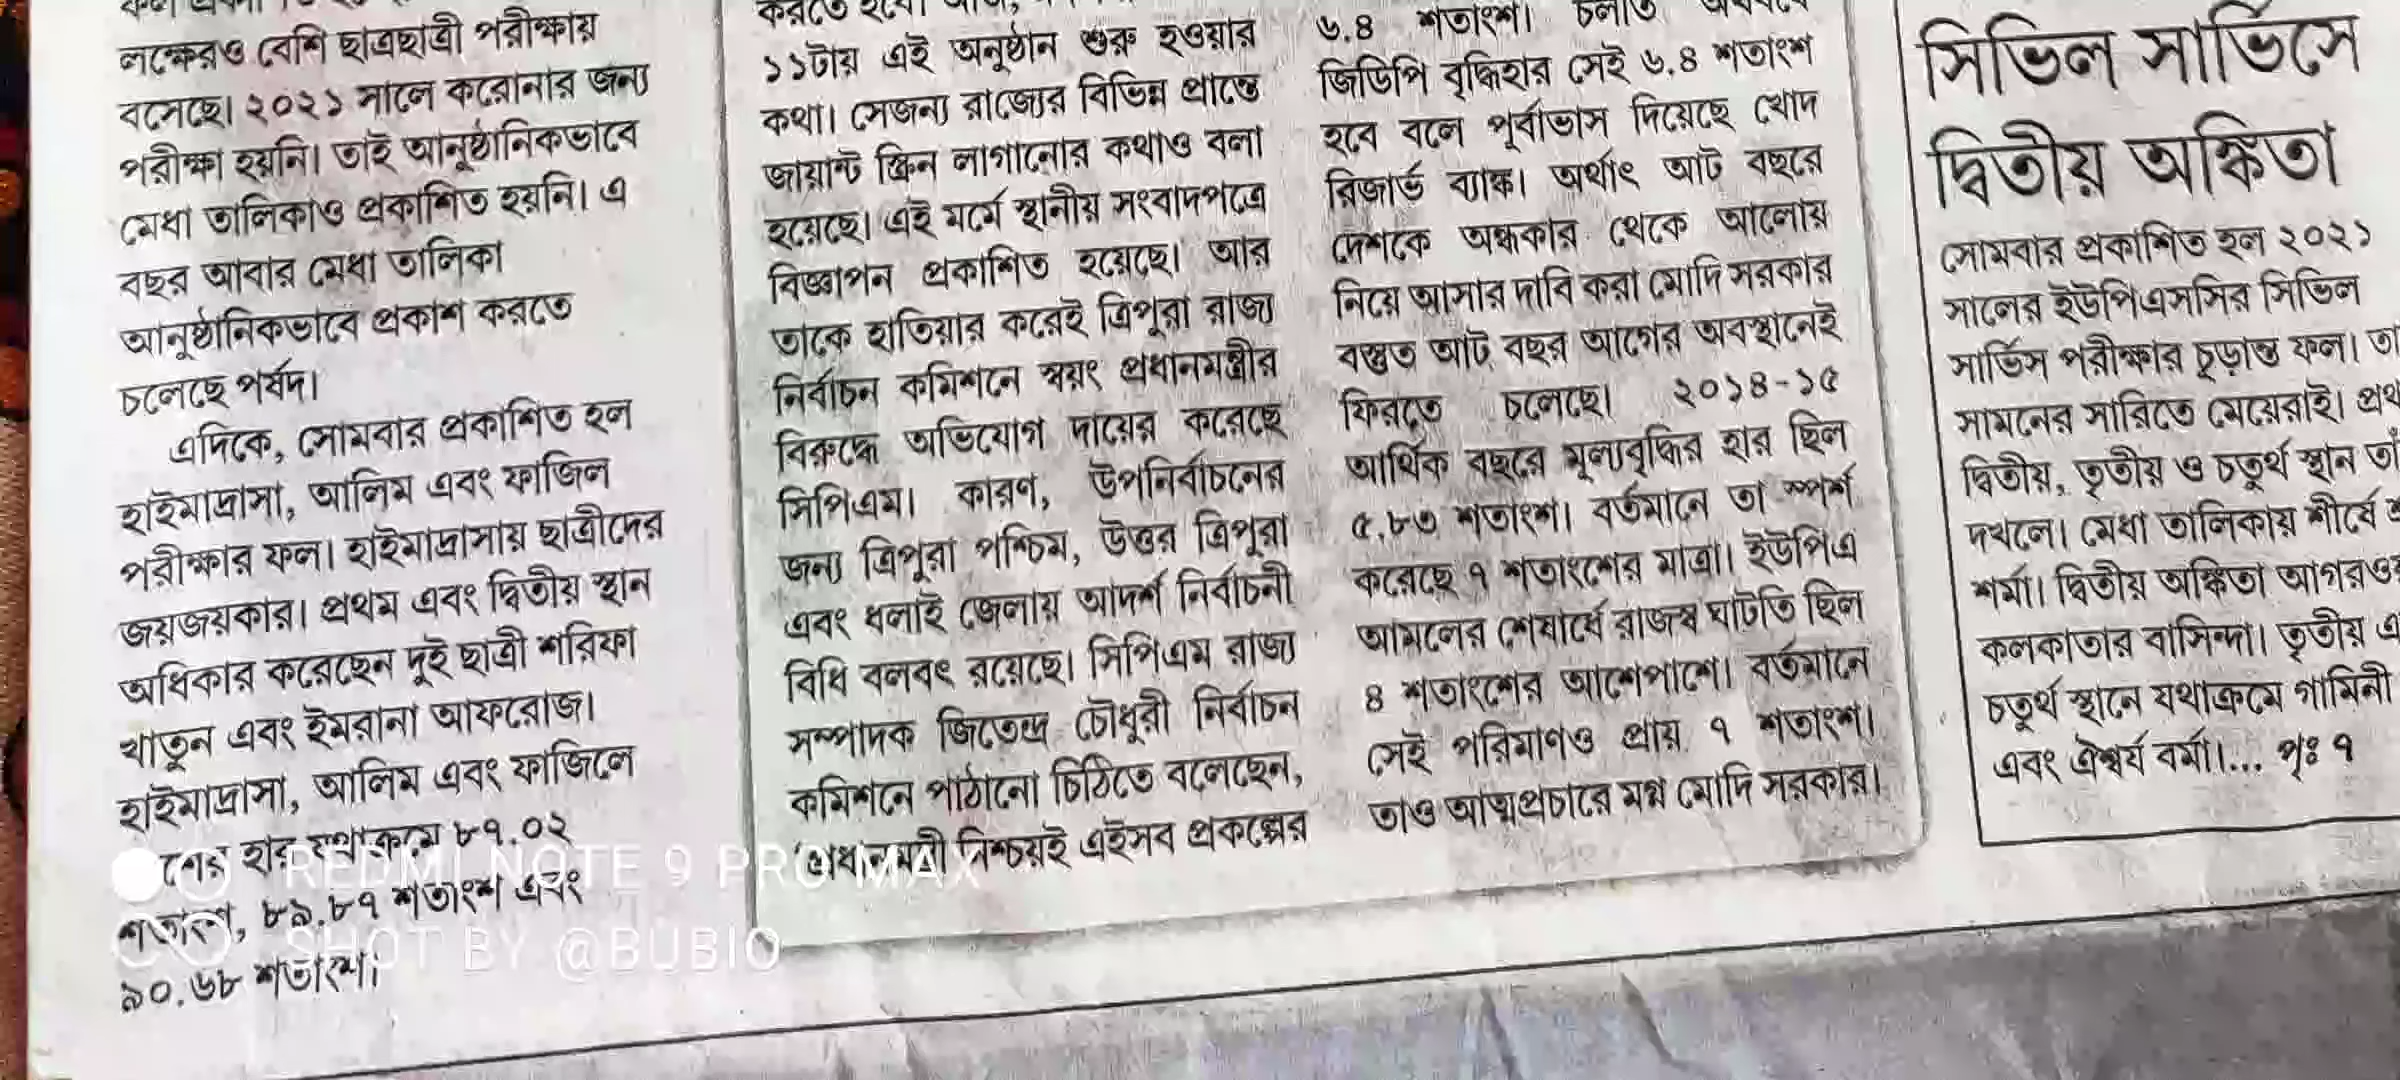 লক্ষেরও বেশি ছাত্রছাত্রী পরীক্ষায়
বসেছে। ২০২১ সালে করোনার জন্য
পরীক্ষা হয়নি। তাই আনুষ্ঠানিকভাবে
মেধা তালিকাও প্রকাশিত হয়নি। এ
বছর আবার মেধা তালিকা
আনুষ্ঠানিকভাবে প্রকাশ করতে
চলেছে পর্ষদ।
এদিকে, সোমবার প্রকাশিত হল
হাইমাদ্রাসা, আলিম এবং ফাজিল
পরীক্ষার ফল। হাইমাদ্রাসায় ছাত্রীদের
জয়জয়কার। প্রথম এবং দ্বিতীয় স্থান
অধিকার করেছেন দুই ছাত্রী শরিফা
খাতুন এবং ইমরানা আফরোজ।
হাইমাদ্রাসা, আলিম এবং ফাজিলে
হার যথাক্রমে ৮৭.০২
শতাংশ, ৮৯.৮৭ শতাংশ এবং
৯০.৬৮ শতাংশ।
করতে হবে।
১১টায় এই অনুষ্ঠান শুরু হওয়ার
কথা। সেজন্য রাজ্যের বিভিন্ন প্রান্তে
জায়ান্ট স্ক্রিন লাগানোর কথাও বলা
হয়েছে। এই মর্মে স্থানীয় সংবাদপত্রে
বিজ্ঞাপন প্রকাশিত হয়েছে। আর
তাকে হাতিয়ার করেই ত্রিপুরা রাজ্য
নির্বাচন কমিশনে স্বয়ং প্রধানমন্ত্রীর
বিরুদ্ধে অভিযোগ দায়ের করেছে
সিপিএম। কারণ, উপনির্বাচনের
জন্য ত্রিপুরা পশ্চিম, উত্তর ত্রিপুরা
এবং ধলাই জেলায় আদর্শ নির্বাচনী
বিধি বলবৎ রয়েছে। সিপিএম রাজ্য
সম্পাদক জিতেন্দ্র চৌধুরী নির্বাচন
কমিশনে পাঠানো চিঠিতে বলেছেন,
‘প্রধানমন্ত্রী নিশ্চয়ই এইসব প্রকল্পের
৬.৪ শতাংশ। চলতি
জিডিপি বৃদ্ধিহার সেই ৬.৪ শতাংশ
হবে বলে পূর্বাভাস দিয়েছে খোদ
রিজার্ভ ব্যাঙ্ক। অর্থাৎ আট বছরে
দেশকে অন্ধকার থেকে আলোয়
নিয়ে আসার দাবি করা মোদি সরকার
বস্তুত আট বছর আগের অবস্থানেই
ফিরতে চলেছে। ২০১৪-১৫
আর্থিক বছরে মূল্যবৃদ্ধির হার ছিল
৫.৮৩ শতাংশ। বর্তমানে তা স্পর্শ
করেছে ৭ শতাংশের মাত্রা। ইউপিএ
আমলের শেষার্ধে রাজস্ব ঘাটতি ছিল
৪ শতাংশের আশেপাশে। বর্তমানে
সেই পরিমাণও প্রায় ৭ শতাংশ।
তাও আত্মপ্রচারে মগ্ন মোদি সরকার।
সিভিল সার্ভিসে
দ্বিতীয় অঙ্কিতা
সোমবার প্রকাশিত হল ২০২১
সালের ইউপিএসসির সিভিল
সার্ভিস পরীক্ষার চূড়ান্ত ফল।
সামনের সারিতে মেয়েরাই।
দ্বিতীয়, তৃতীয় ও চতুর্থ স্থান
দখলে। মেধা তালিকায় শীর্ষে
শর্মা। দ্বিতীয় অঙ্কিতা
কলকাতার বাসিন্দা। তৃতীয়
চতুর্থ স্থানে যথাক্রমে গামিনী
এবং ঐশ্বর্য বর্মা।... পৃঃ ৭
REDMI NOTE 9 PRO MAX
SHOT BY @BUBIO